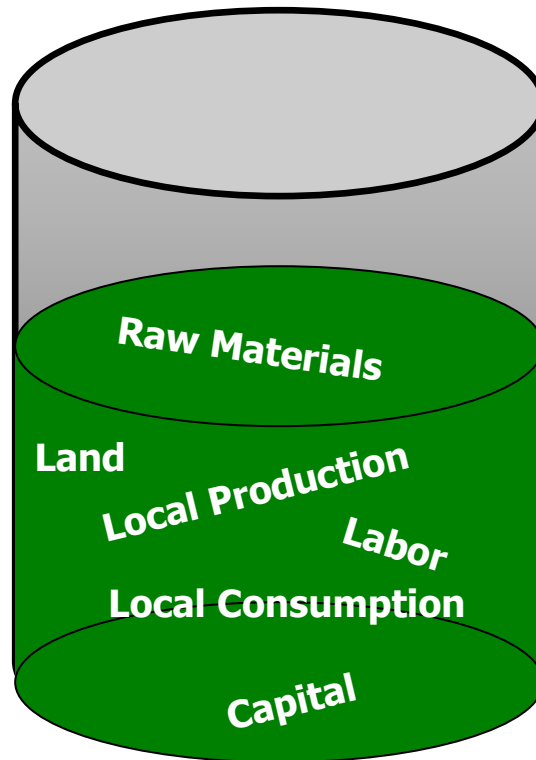 Raw Materials
Land
Local Production
Labor
Local Consumption
Capital